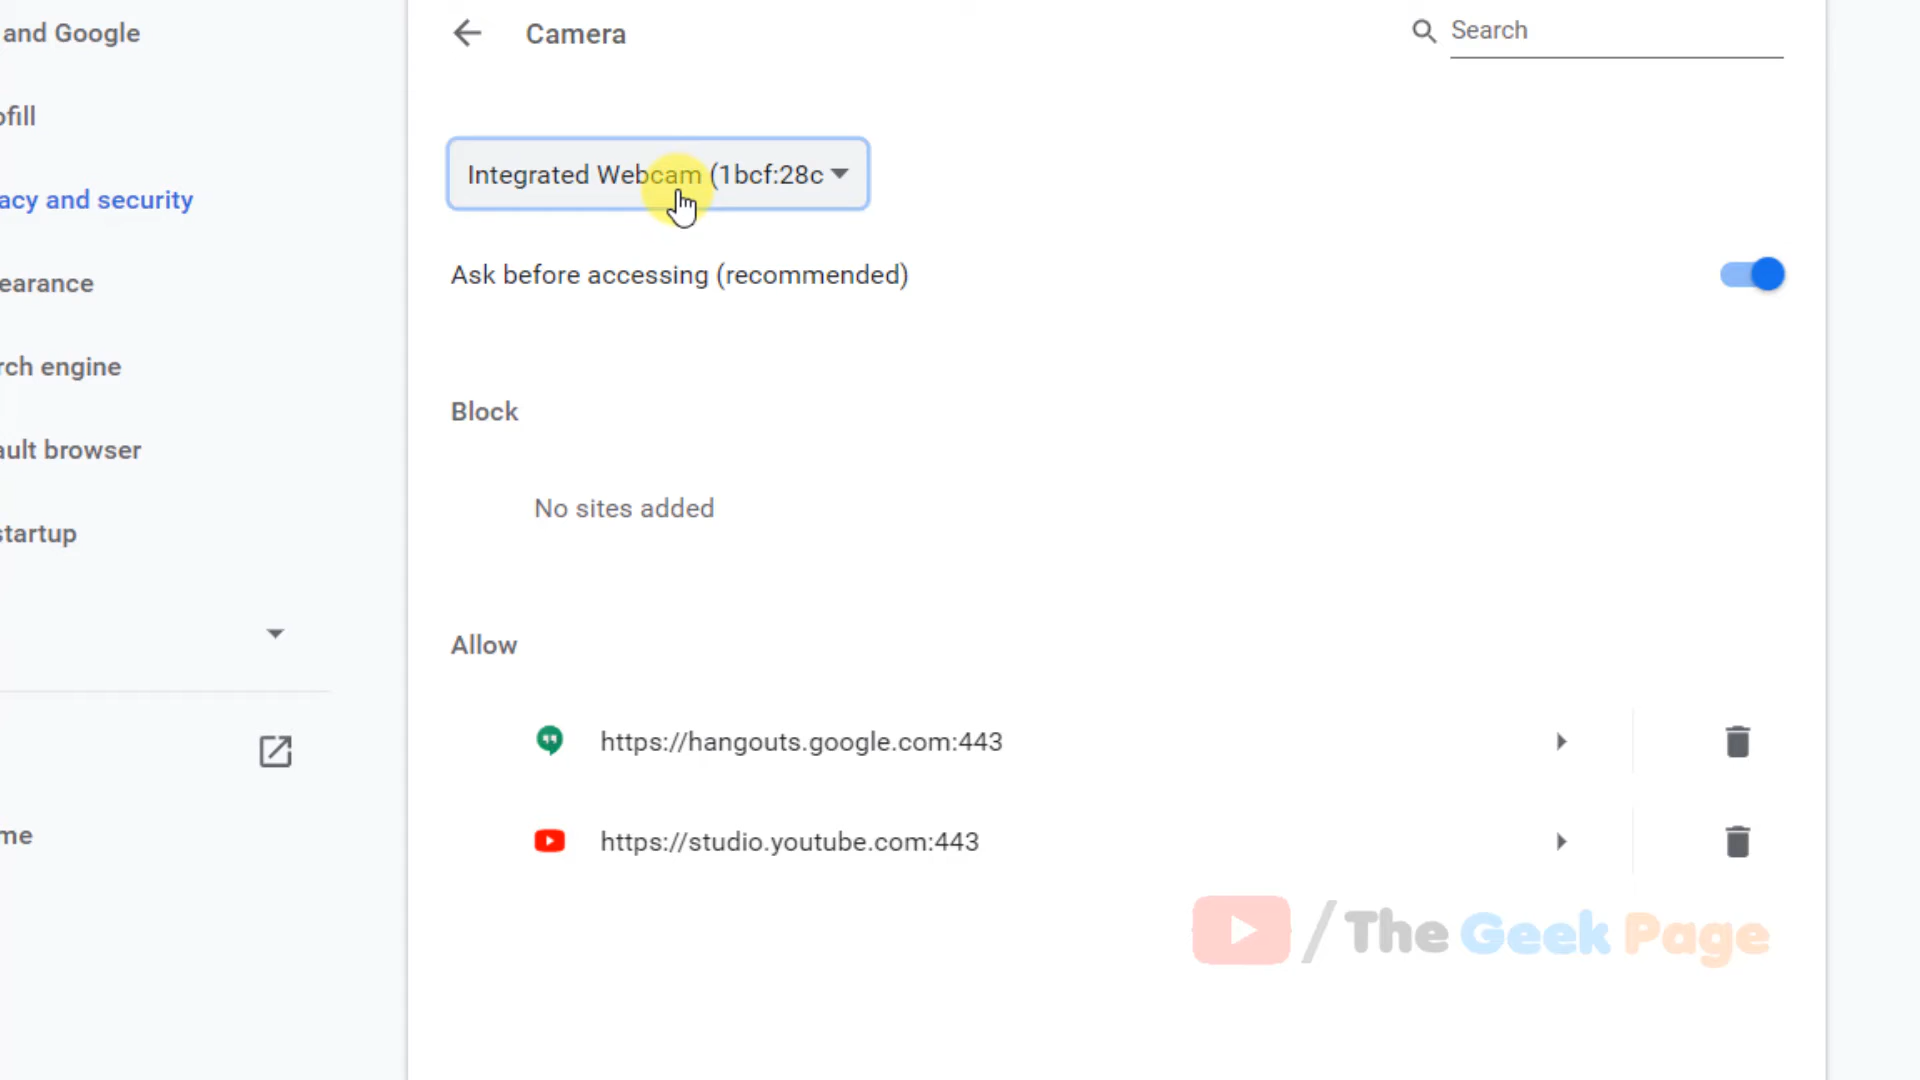 and Google
ofill
acy and security
earance
rch engine
ault browser
startup
me
Camera
Search
Integrated Webcam (1bcf:28c
Ask before accessing (recommended)
Block
No sites added
Allow
https://hangouts.google.com:443
https://studio.youtube.com:443
/The Geek Page